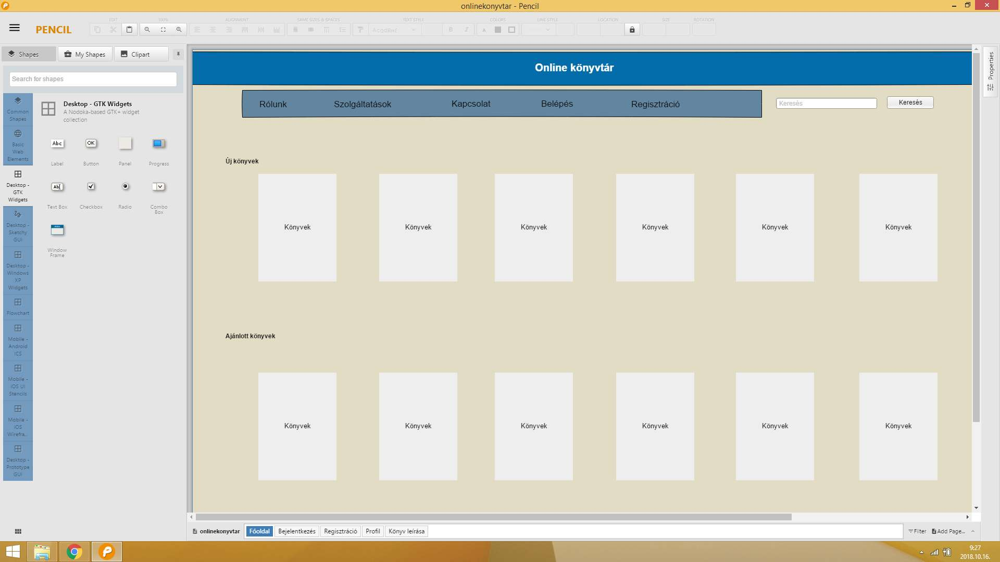 onlinekonyvtar - Pencil
PENCIL
EDIT
100%
ALIGNMENT
SAME SIZES & SPACES
TEXT STYLE
COLORS
LINE STYLE
LOCATION
SIZE
ROTATION
AaQqBbFf
B
I
A
Shapes
My Shapes
Clipart
Properties
Search for shapes
Common
Shapes
Basic
Web
Elements
Desktop -
GTK
Widgets
Desktop -
Sketchy
GUI
Desktop -
Windows
XP
Widgets
Flowchart
Mobile -
Android
ICS
Mobile -
iOS UI
Stencils
Mobile -
iOS
Wirefra...
Desktop -
Prototype
GUI
Desktop - GTK Widgets
A Nodoka-based GTK+ widget
collection
Abc
OK
Label
Button
Panel
Progress
Ab
Text Box
Checkbox
Radio
Combo
Box
Window
Frame
Online könyvtár
Rólunk
Szolgáltatások
Kapcsolat
Belépés
Regisztráció
Keresés
Keresés
Új könyvek
Könyvek
Könyvek
Könyvek
Könyvek
Könyvek
Könyvek
Ajánlott könyvek
Könyvek
Könyvek
Könyvek
Könyvek
Könyvek
Könyvek
onlinekonyvtar
Főoldal
Bejelentkezés
Regisztráció
Profil
Könyv leírása
Filter
Add Page...
9:27
2018.10.16.